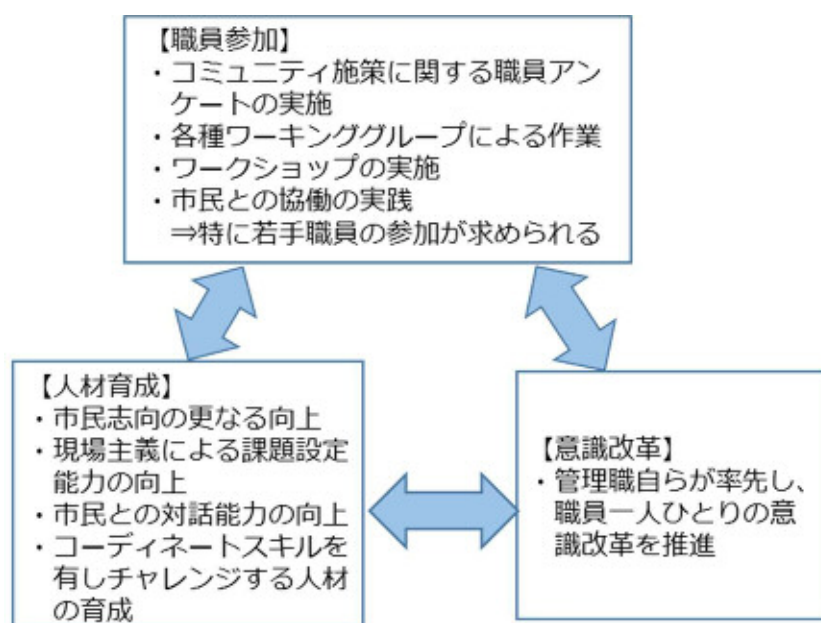 【職員参加】
・コミュニティ施策に関する職員アン
ケートの実施
・各種ワーキンググループによる作業
・ワークショップの実施
・市民との協働の実践
⇒特に若手職員の参加が求められる
【人材育成】
・市民志向の更なる向上
・現場主義による課題設定
能力の向上
・市民との対話能力の向上
・コーディネートスキルを
有しチャレンジする人材
の育成
【意識改革】
・管理職自らが率先し、
職員一人ひとりの意
識改革を推進